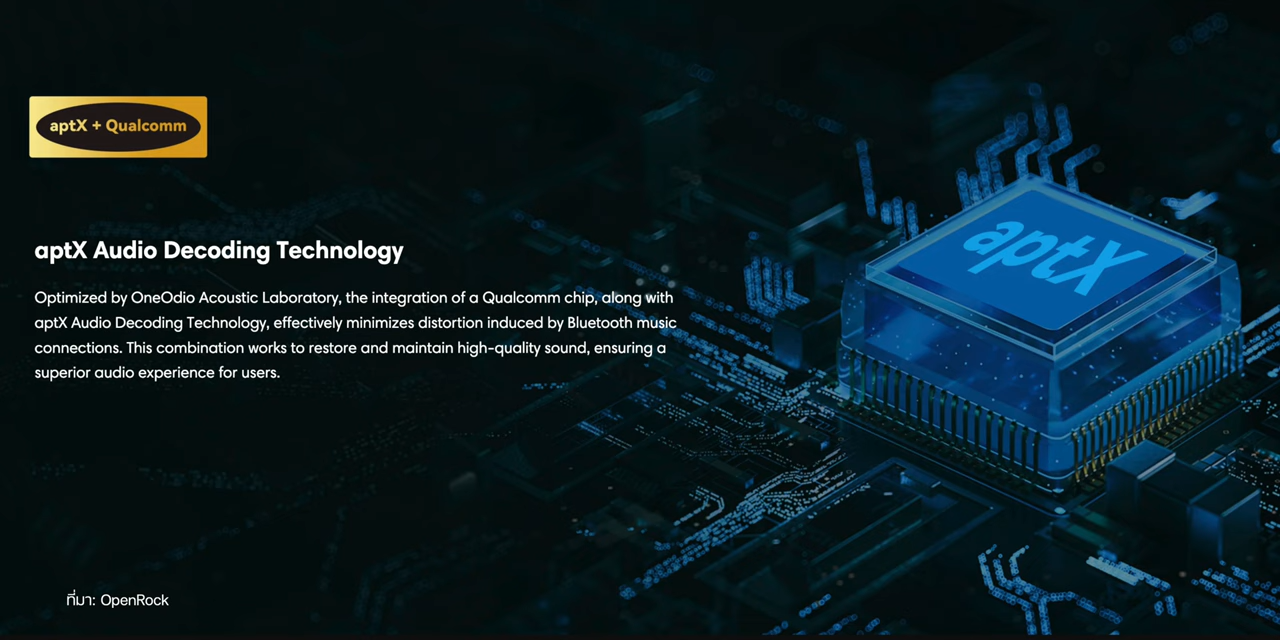 aptX + Qualcomm
aptX Audio Decoding Technology
Optimized by OneOdio Acoustic Laboratory, the integration of a Qualcomm chip, along with
aptX Audio Decoding Technology, effectively minimizes distortion induced by Bluetooth music
connections. This combination works to restore and maintain high-quality sound, ensuring a
superior audio experience for users.
aptX
ที่มา: OpenRock